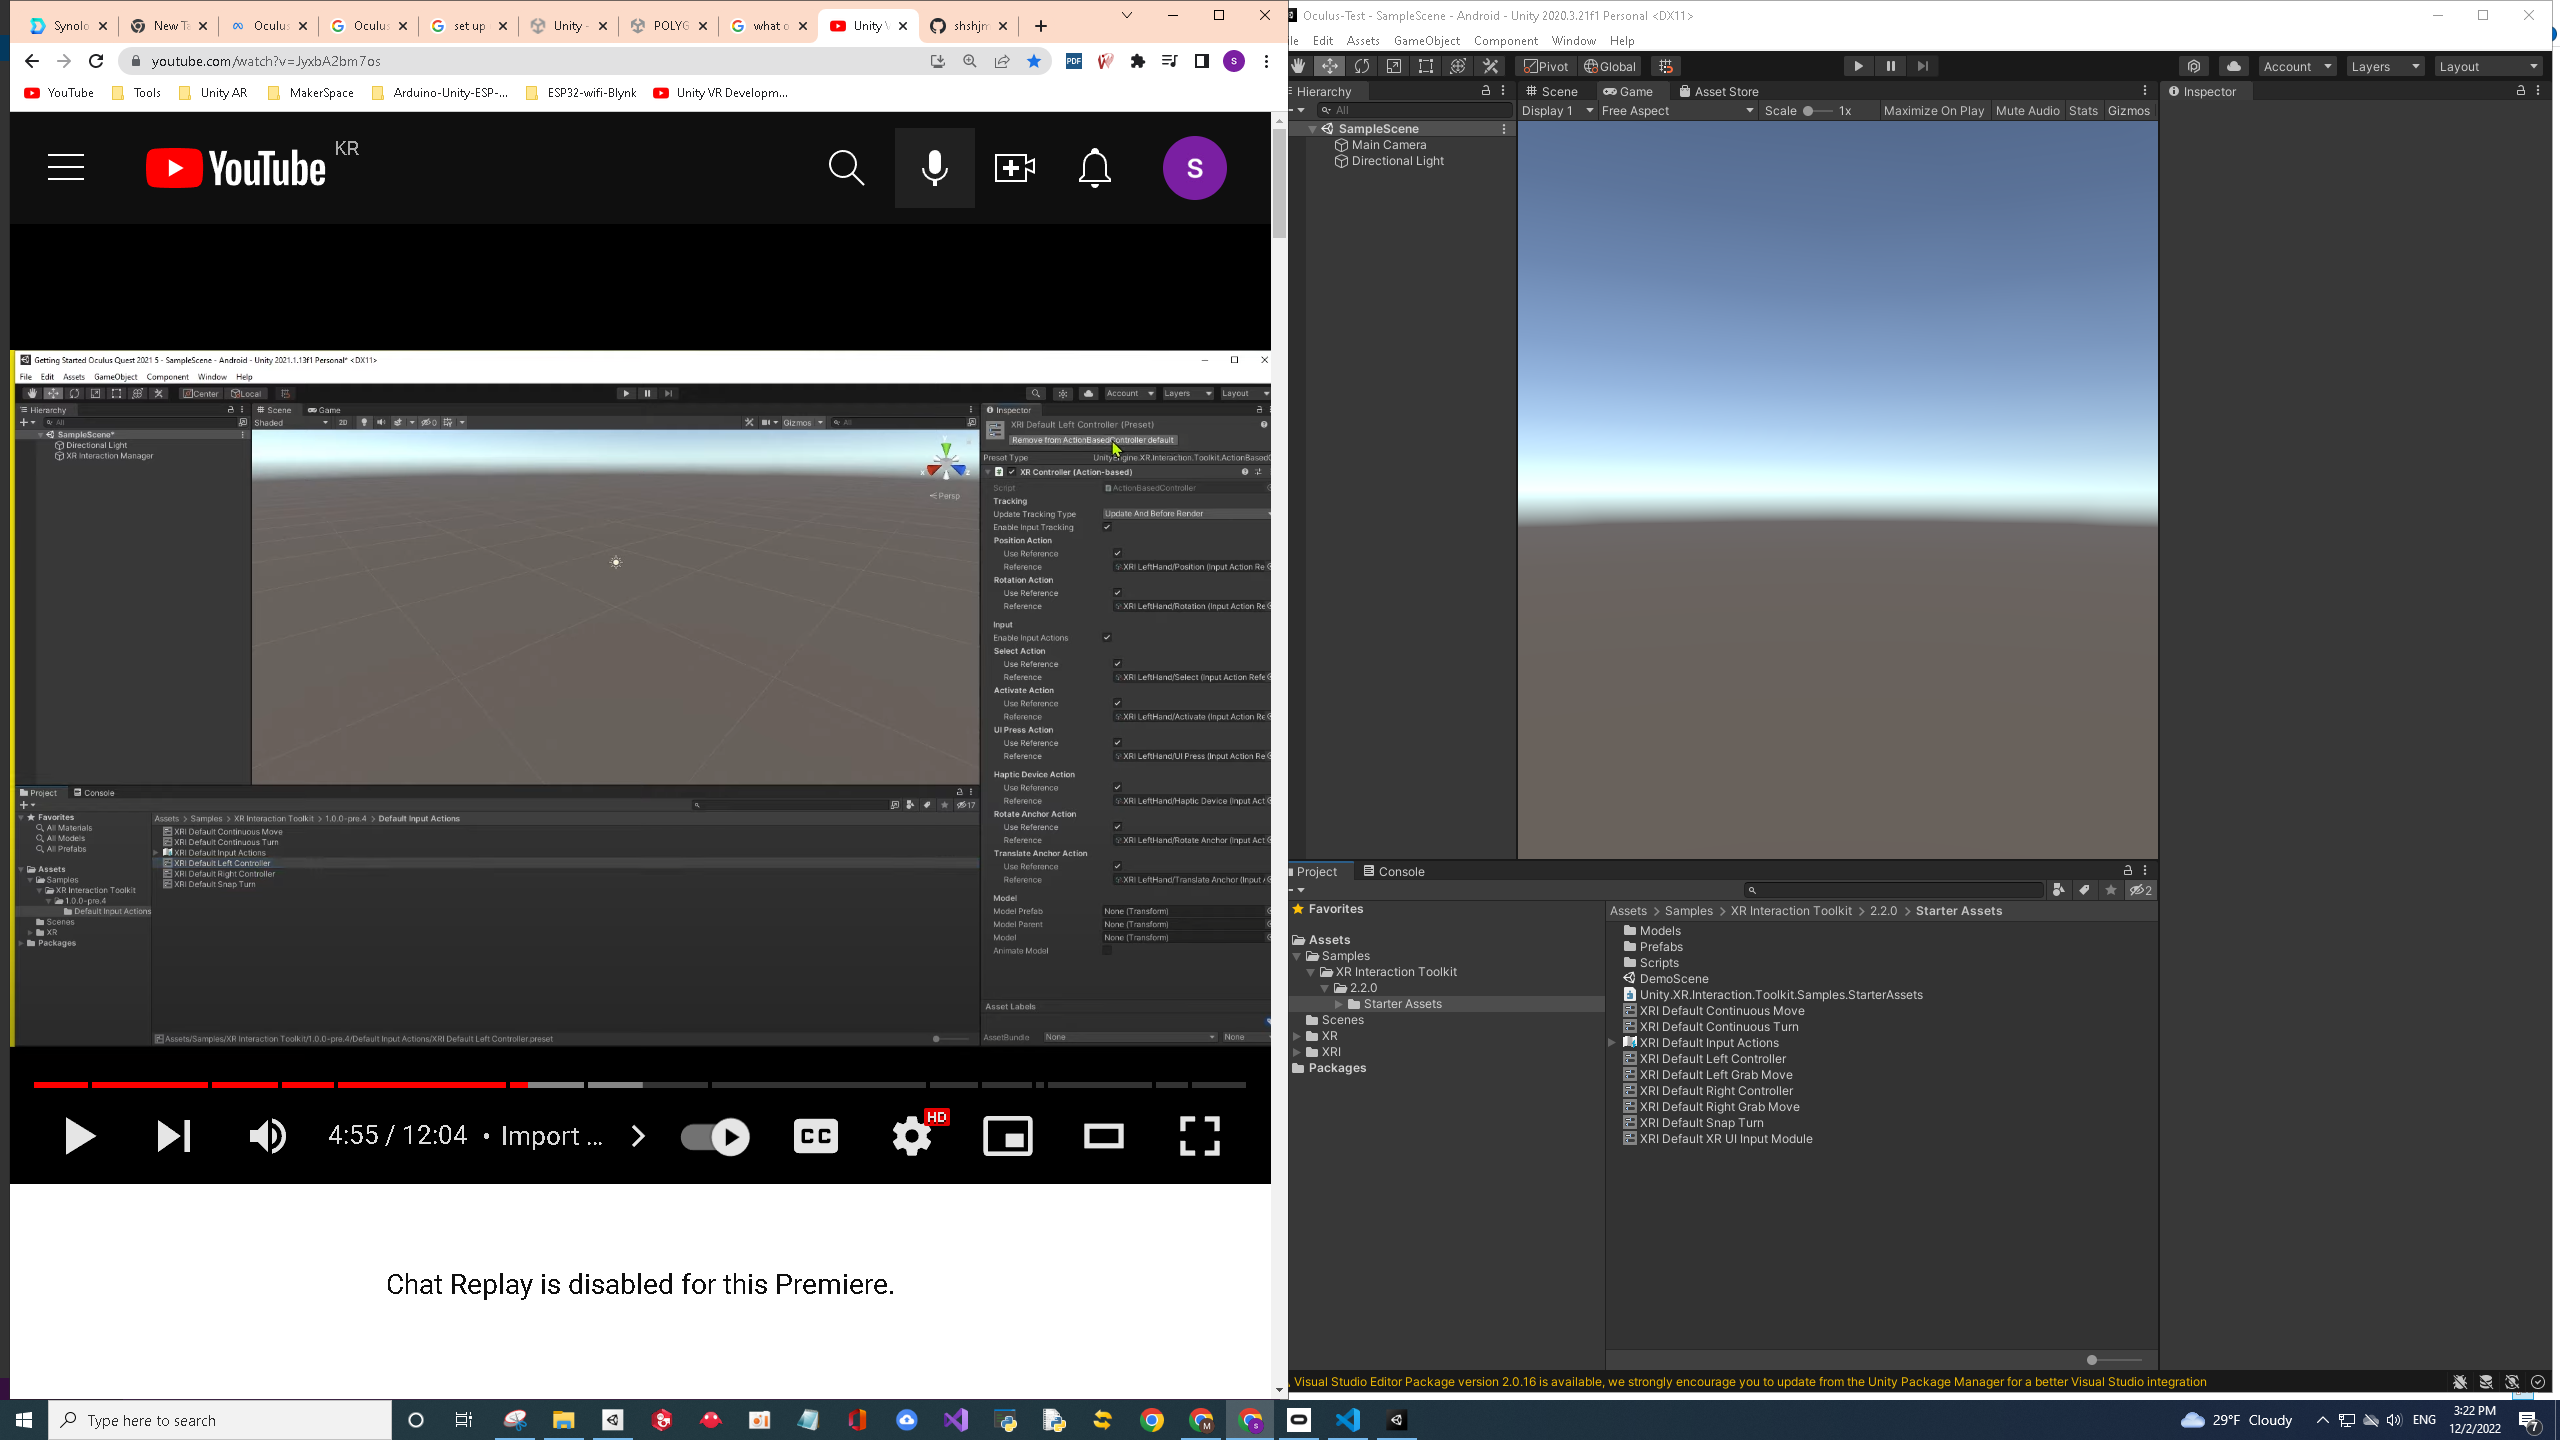 Synolo
New Ta
Oculus
Oculus
set up
Unity -
POLYG
what o
Unity V
shshjm
youtube.com/watch?v=JyxbA2bm7os
PDF
S
YouTube
Tools
Unity AR
MakerSpace
Arduino-Unity-ESP-...
ESP32-wifi-Blynk
Unity VR Developm...
YouTube KR
S
Getting Started Oculus Quest 2021 5 - SampleScene - Android - Unity 2021.1.13f1 Personal* <DX11>
File Edit Assets GameObject Component Window Help
Center Local Account Layers Layout
Hierarchy
All
SampleScene*
Directional Light
XR Interaction Manager
Scene Game
Shaded 2D Gizmos All
Persp
Inspector
XRI Default Left Controller (Preset)
Remove from ActionBasedController default
Preset Type UnityEngine.XR.Interaction.Toolkit.ActionBasedC
XR Controller (Action-based)
Script ActionBasedController
Tracking
Update Tracking Type Update And Before Render
Enable Input Tracking
Position Action
Use Reference
Reference XRI LeftHand/Position (Input Action Re
Rotation Action
Use Reference
Reference XRI LeftHand/Rotation (Input Action Re
Input
Enable Input Actions
Select Action
Use Reference
Reference XRI LeftHand/Select (Input Action Refe
Activate Action
Use Reference
Reference XRI LeftHand/Activate (Input Action Re
UI Press Action
Use Reference
Reference XRI LeftHand/UI Press (Input Action Re
Haptic Device Action
Use Reference
Reference XRI LeftHand/Haptic Device (Input Act
Rotate Anchor Action
Use Reference
Reference XRI LeftHand/Rotate Anchor (Input Ac
Translate Anchor Action
Use Reference
Reference XRI LeftHand/Translate Anchor (Input A
Model
Model Prefab None (Transform)
Model Parent None (Transform)
Model None (Transform)
Animate Model
Asset Labels
AssetBundle None None
Project Console
17
Favorites
All Materials
All Models
All Prefabs
Assets
Samples
XR Interaction Toolkit
1.0.0-pre.4
Default Input Actions
Scenes
XR
Packages
Assets > Samples > XR Interaction Toolkit > 1.0.0-pre.4 > Default Input Actions
XRI Default Continuous Move
XRI Default Continuous Turn
XRI Default Input Actions
XRI Default Left Controller
XRI Default Right Controller
XRI Default Snap Turn
Assets/Samples/XR Interaction Toolkit/1.0.0-pre.4/Default Input Actions/XRI Default Left Controller.preset
4:55 / 12:04 • Import ...
CC
HD
Chat Replay is disabled for this Premiere.
Oculus-Test - SampleScene - Android - Unity 2020.3.21f1 Personal <DX11>
ile Edit Assets GameObject Component Window Help
Pivot Global Account Layers Layout
Hierarchy
All
SampleScene
Main Camera
Directional Light
Scene Game Asset Store
Display 1 Free Aspect Scale 1x Maximize On Play Mute Audio Stats Gizmos
Inspector
Project Console
2
Favorites
Assets
Samples
XR Interaction Toolkit
2.2.0
Starter Assets
Scenes
XR
XRI
Packages
Assets > Samples > XR Interaction Toolkit > 2.2.0 > Starter Assets
Models
Prefabs
Scripts
DemoScene
Unity.XR.Interaction.Toolkit.Samples.StarterAssets
XRI Default Continuous Move
XRI Default Continuous Turn
XRI Default Input Actions
XRI Default Left Controller
XRI Default Left Grab Move
XRI Default Right Controller
XRI Default Right Grab Move
XRI Default Snap Turn
XRI Default XR UI Input Module
Visual Studio Editor Package version 2.0.16 is available, we strongly encourage you to update from the Unity Package Manager for a better Visual Studio integration
Type here to search
29°F Cloudy
ENG
3:22 PM
12/2/2022
7